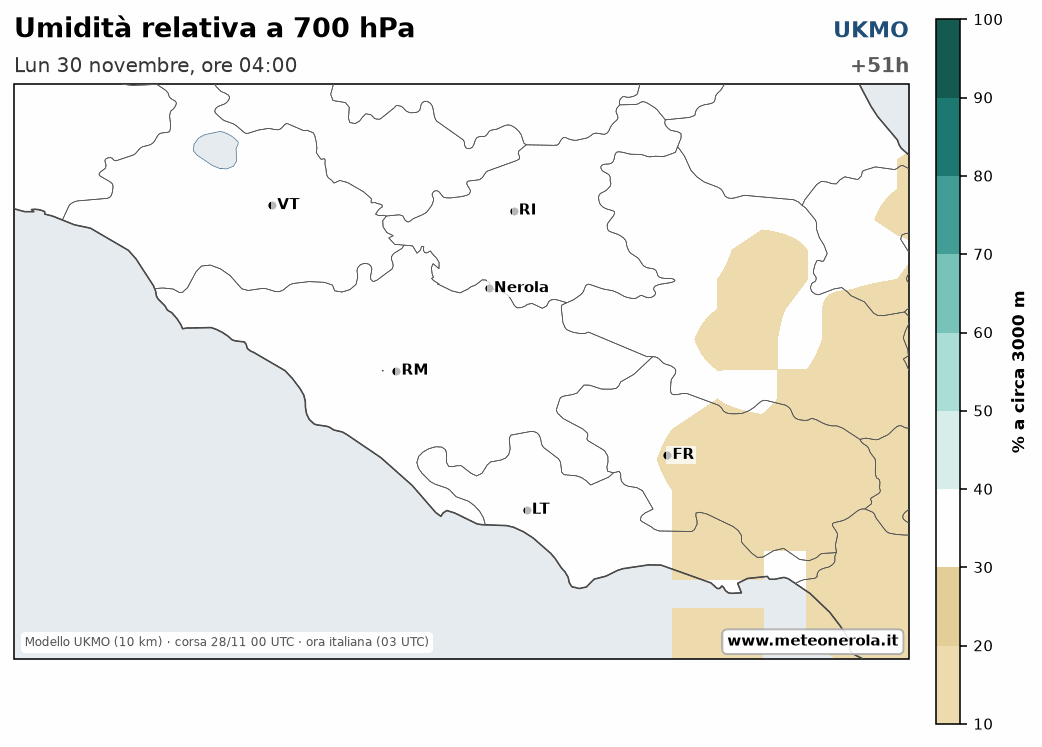 Umidità relativa a 700 hPa
UKMO
Lun 30 novembre, ore 04:00
+51h
VT
RI
Nerola
RM
FR
LT
Modello UKMO (10 km) · corsa 28/11 00 UTC · ora italiana (03 UTC)
www.meteonerola.it
100
90
80
70
60
50
40
30
20
10
% a circa 3000 m